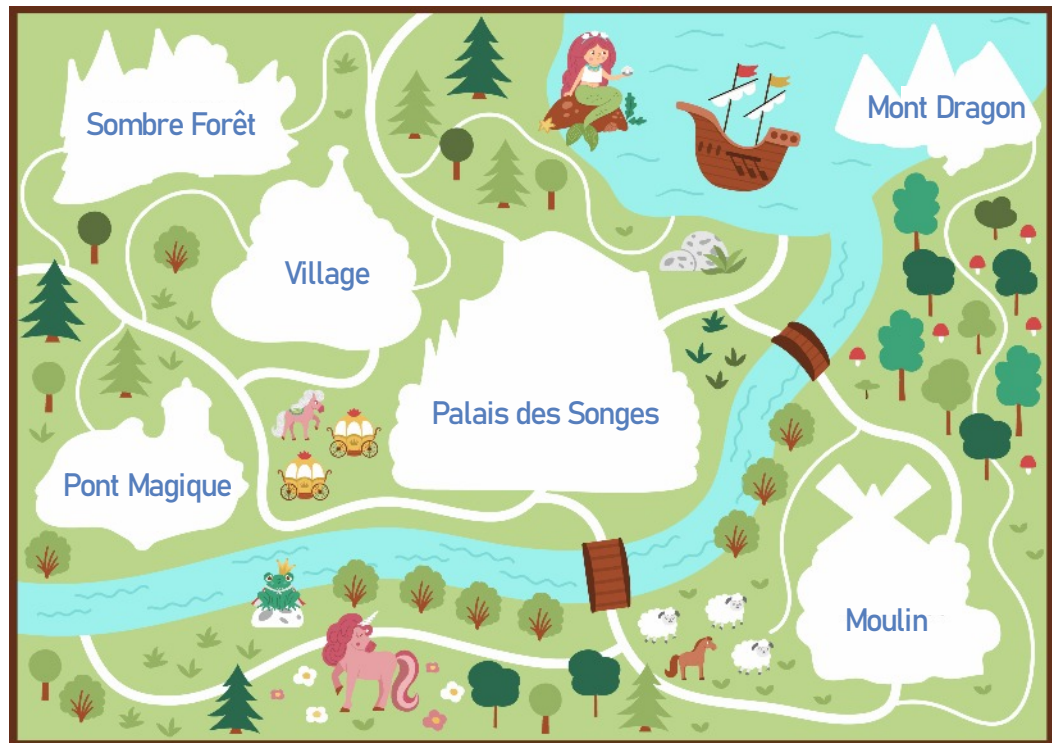 Sombre Forêt
Mont Dragon
Village
Palais des Songes
Pont Magique
Moulin